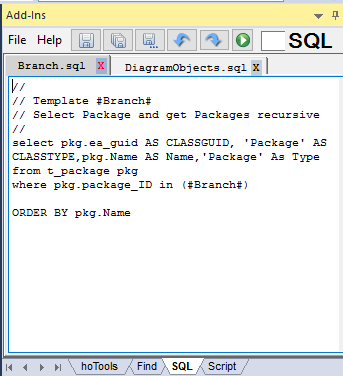 Add-Ins
File Help SQL
Branch.sql X DiagramObjects.sql X
//
// Template #Branch#
// Select Package and get Packages recursive
//
select pkg.ea_guid AS CLASSGUID, 'Package' AS
CLASSTYPE,pkg.Name AS Name,'Package' As Type
from t_package pkg
where pkg.package_ID in (#Branch#)
ORDER BY pkg.Name
hoTools Find SQL Script